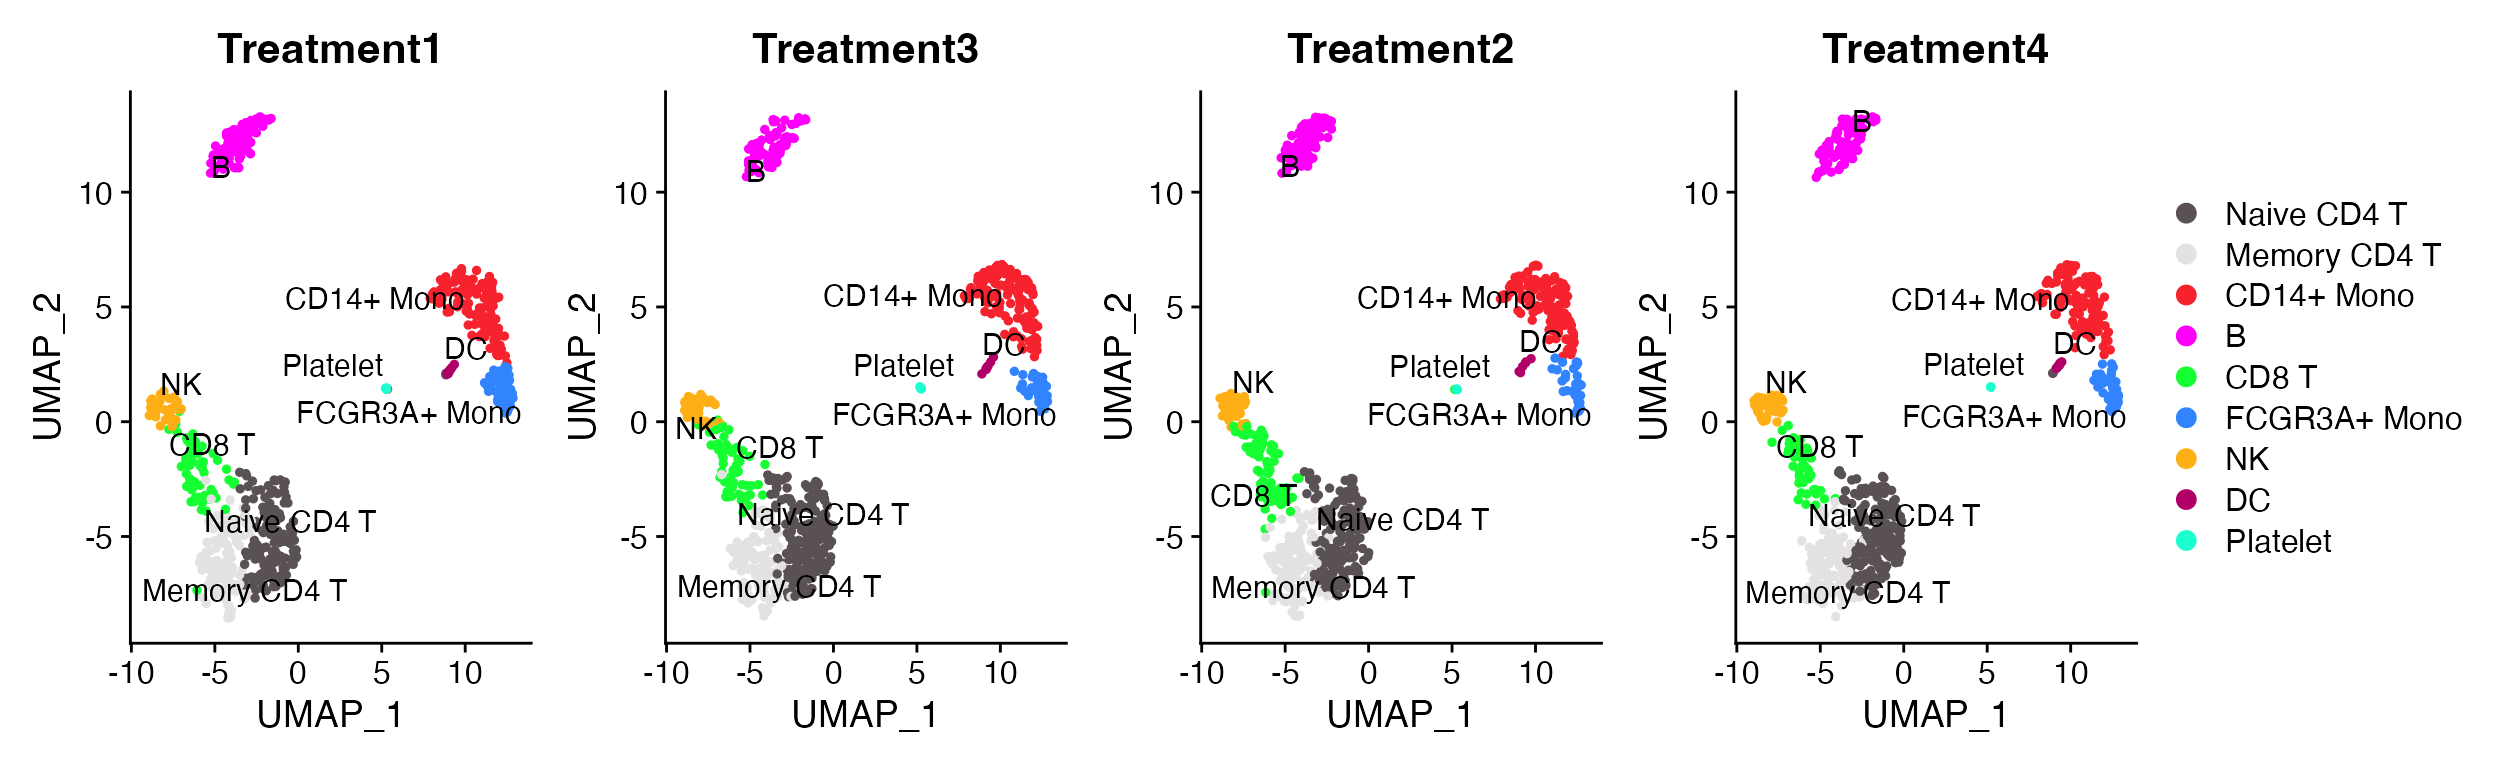 Treatment1
UMAP_2
10
5
0
-5
B
CD14+ Mono
DC
Platelet
NK
FCGR3A+ Mono
CD8 T
Naive CD4 T
Memory CD4 T
-10
-5
0
5
10
UMAP_1
Treatment3
UMAP_2
10
5
0
-5
B
CD14+ Mono
DC
Platelet
FCGR3A+ Mono
NK
CD8 T
Naive CD4 T
Memory CD4 T
-10
-5
0
5
10
UMAP_1
Treatment2
UMAP_2
10
5
0
-5
B
CD14+ Mono
DC
Platelet
NK
FCGR3A+ Mono
CD8 T
Naive CD4 T
Memory CD4 T
-10
-5
0
5
10
UMAP_1
Treatment4
UMAP_2
10
5
0
-5
B
CD14+ Mono
DC
Platelet
NK
FCGR3A+ Mono
CD8 T
Naive CD4 T
Memory CD4 T
-10
-5
0
5
10
UMAP_1
Naive CD4 T
Memory CD4 T
CD14+ Mono
B
CD8 T
FCGR3A+ Mono
NK
DC
Platelet